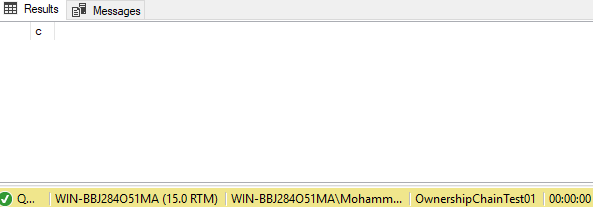 Results Messages
c
Q... WIN-BBJ284O51MA (15.0 RTM) WIN-BBJ284O51MA\Mohamm... OwnershipChainTest01 00:00:00